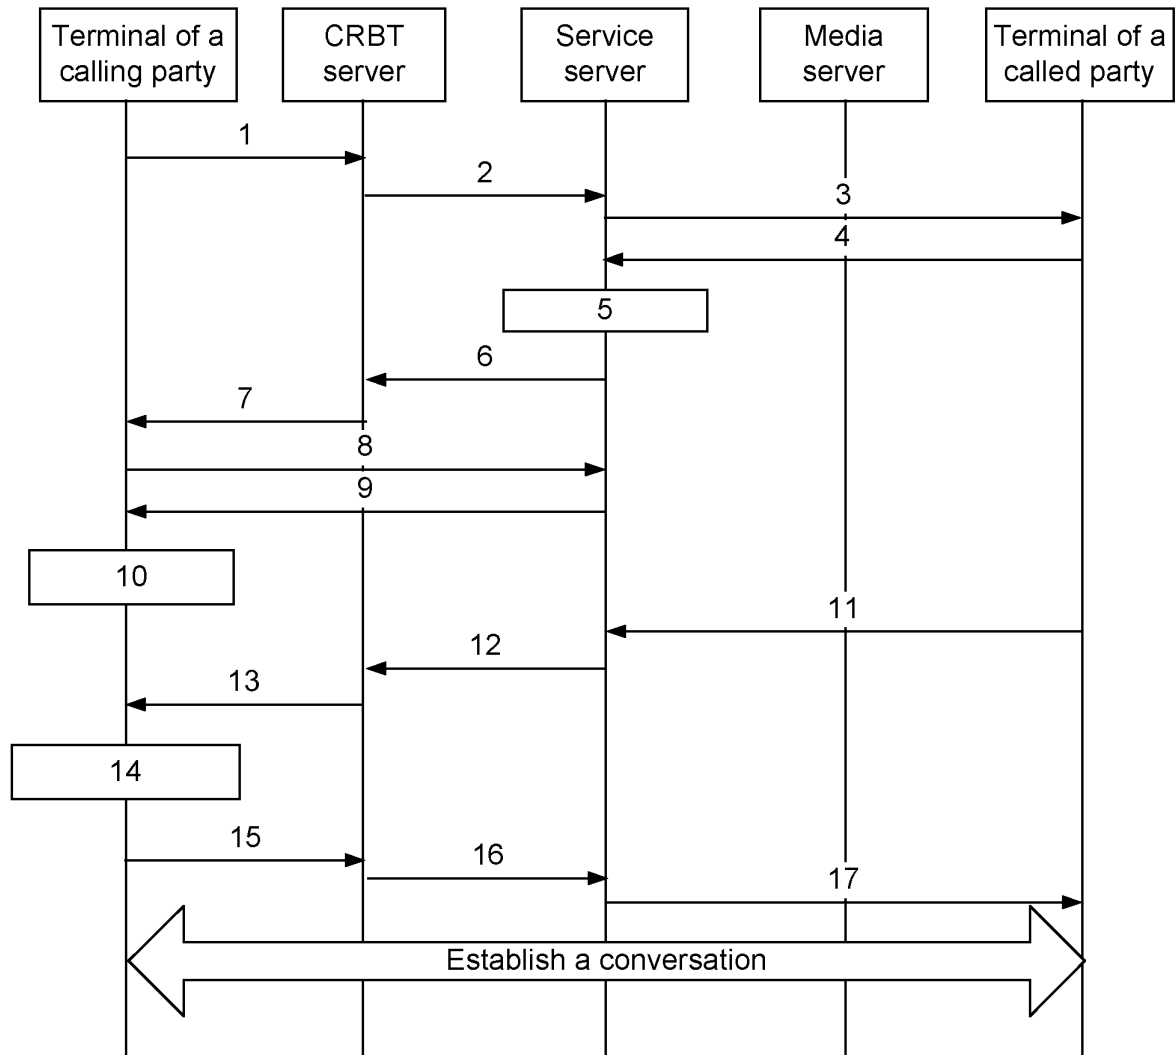 Terminal of a
calling party
CRBT
server
Service
server
Media
server
Terminal of a
called party
1
2
3
4
5
6
7
8
9
10
11
12
13
14
15
16
17
Establish a conversation